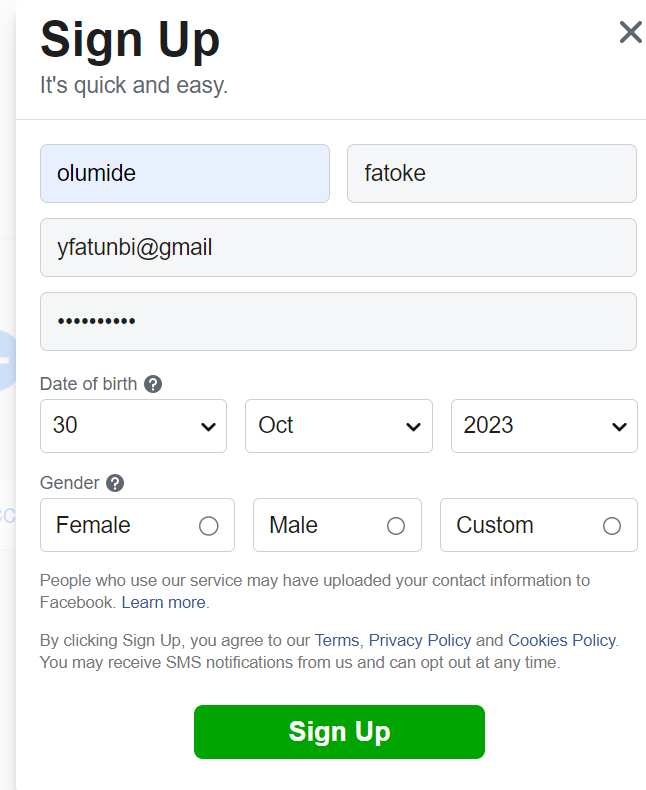 Sign Up
It's quick and easy.
olumide fatoke
yfatunbi@gmail
••••••••••
Date of birth ?
30 Oct 2023
Gender ?
Female Male Custom
People who use our service may have uploaded your contact information to
Facebook. Learn more.
By clicking Sign Up, you agree to our Terms, Privacy Policy and Cookies Policy.
You may receive SMS notifications from us and can opt out at any time.
Sign Up